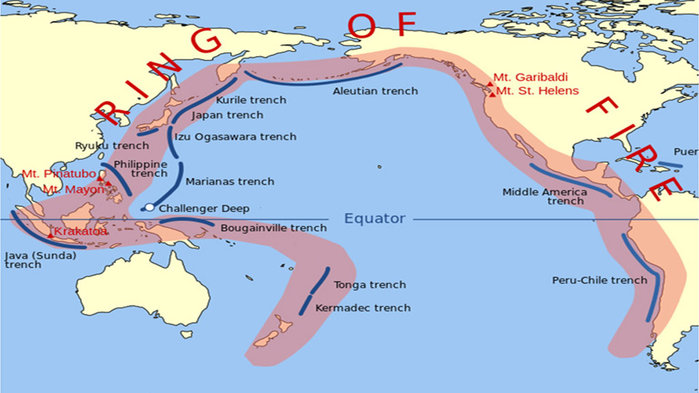 RING OF FIRE
Mt. Garibaldi
Mt. St. Helens
Aleutian trench
Kurile trench
Japan trench
Izu Ogasawara trench
Ryuku trench
Philippine
trench
Mt. Pinatubo
Mt. Mayon
Marianas trench
Challenger Deep
Puer
Middle America
trench
Equator
Krakatoa
Bougainville trench
Java (Sunda)
trench
Tonga trench
Kermadec trench
Peru-Chile trench